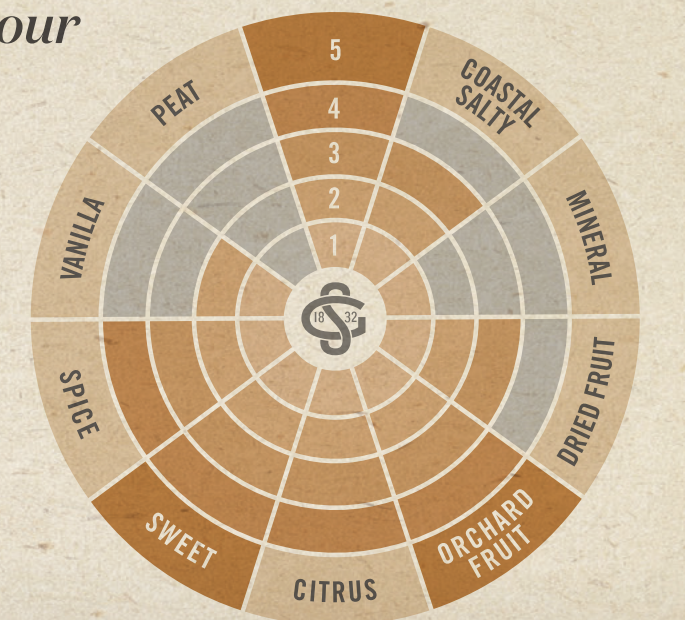 our
5
4
3
2
1
PEAT
COASTAL
SALTY
VANILLA
MINERAL
18 32
SPICE
DRIED FRUIT
SWEET
ORCHARD
FRUIT
CITRUS